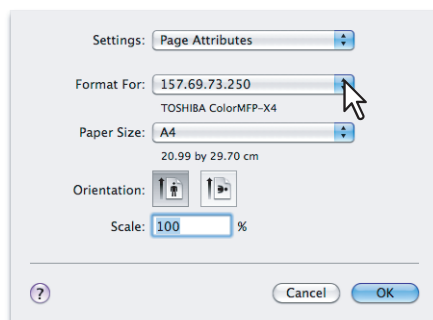 Settings: Page Attributes
Format For: 157.69.73.250
TOSHIBA ColorMFP-X4
Paper Size: A4
20.99 by 29.70 cm
Orientation:
Scale: 100 %
? Cancel OK